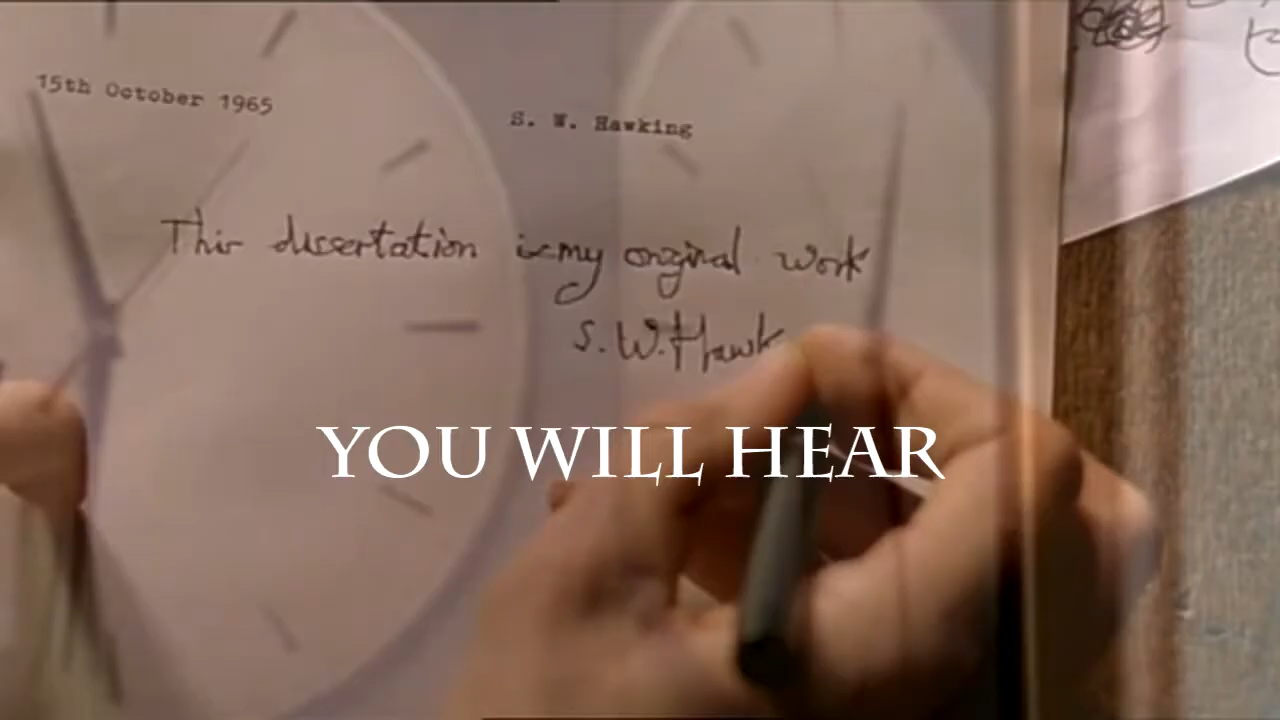 15th October 1965
S. W. Hawking
This dissertation is my original work
S. W. Hawk
YOU WILL HEAR